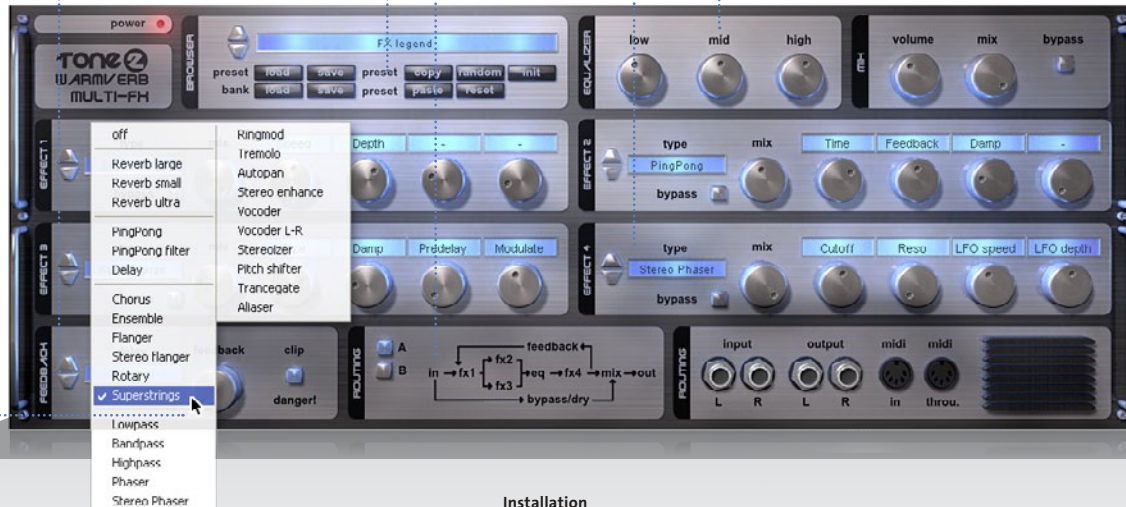 power
TONE2
WARMVERB
MULTI-FX
BROWSER
FX legend
preset load save preset copy random init
bank load save preset paste reset
EQUALIZER
low mid high
MIX
volume mix bypass
EFFECT 1
Depth - -
EFFECT 2
type mix Time Feedback Damp -
PingPong
bypass
EFFECT 3
Damp Predelay Modulate
EFFECT 4
type mix Cutoff Reso LFO speed LFO depth
Stereo Phaser
bypass
off
Reverb large
Reverb small
Reverb ultra
PingPong
PingPong filter
Delay
Chorus
Ensemble
Flanger
Stereo flanger
Rotary
Superstrings
Lowpass
Bandpass
Highpass
Phaser
Stereo Phaser
Ringmod
Tremolo
Autopan
Stereo enhance
Vocoder
Vocoder L-R
Stereoizer
Pitch shifter
Trancegate
Aliaser
FEEDBACK
clip
danger!
ROUTING
A
B
feedback
in fx1 fx2 fx3 eq fx4 mix out
bypass/dry
ROUTING
input output midi midi
L R L R in throu.
Installation